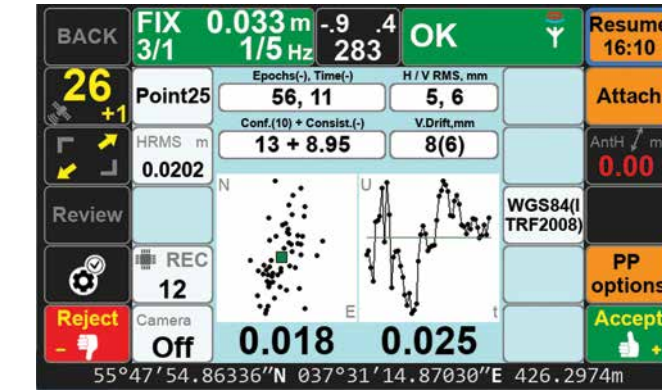 BACK
FIX 0.033 m
3/1 1/5 Hz
-.9 .4
283
OK
Resume
16:10
26
+1
Point25
Epochs(-), Time(-)
56, 11
H / V RMS, mm
5, 6
Attach
Conf.(10) + Consist.(-)
13 + 8.95
V.Drift,mm
8(6)
HRMS m
0.0202
AntH m
0.00
Review
N
E
U
t
WGS84(I
TRF2008)
REC
12
PP
options
Reject
-
Camera
Off
0.018
0.025
Accept
+
55°47'54.86336"N 037°31'14.87030"E 426.2974m